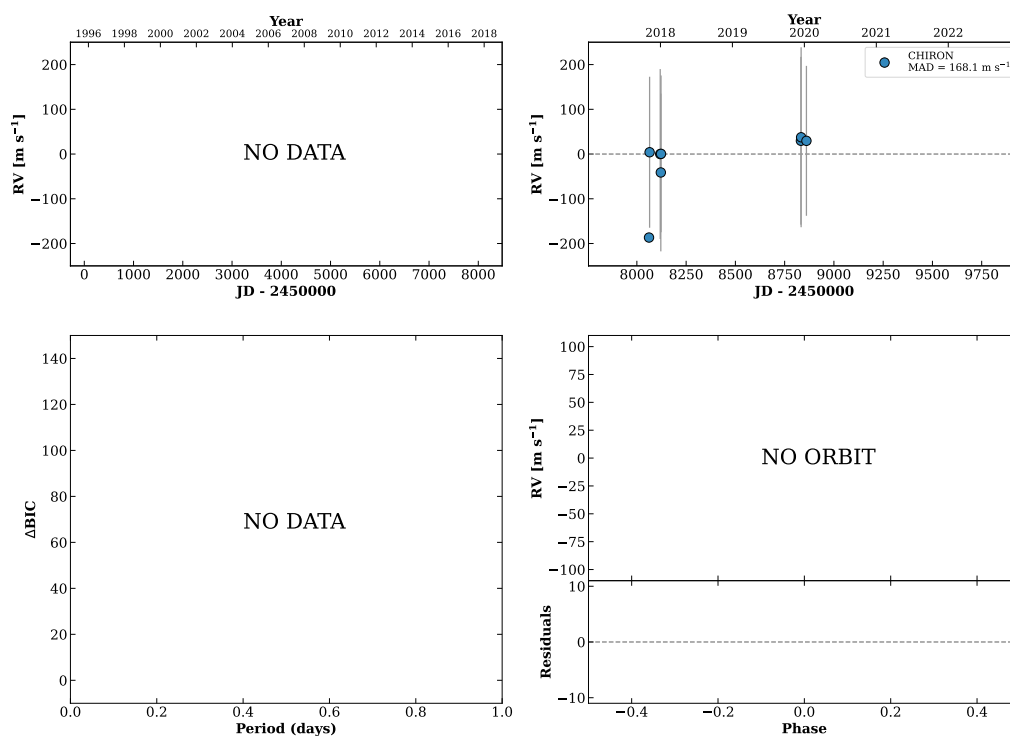 Year
1996 1998 2000 2002 2004 2006 2008 2010 2012 2014 2016 2018
200
100
0
−100
−200
RV [m s⁻¹]
NO DATA
0 1000 2000 3000 4000 5000 6000 7000 8000
JD - 2450000
Year
2018 2019 2020 2021 2022
200
100
0
−100
−200
RV [m s⁻¹]
CHIRON
MAD = 168.1 m s⁻¹
8000 8250 8500 8750 9000 9250 9500 9750
JD - 2450000
140
120
100
80
60
40
20
0
ΔBIC
NO DATA
0.0 0.2 0.4 0.6 0.8 1.0
Period (days)
100
75
50
25
0
−25
−50
−75
−100
RV [m s⁻¹]
NO ORBIT
10
0
−10
Residuals
−0.4 −0.2 0.0 0.2 0.4
Phase